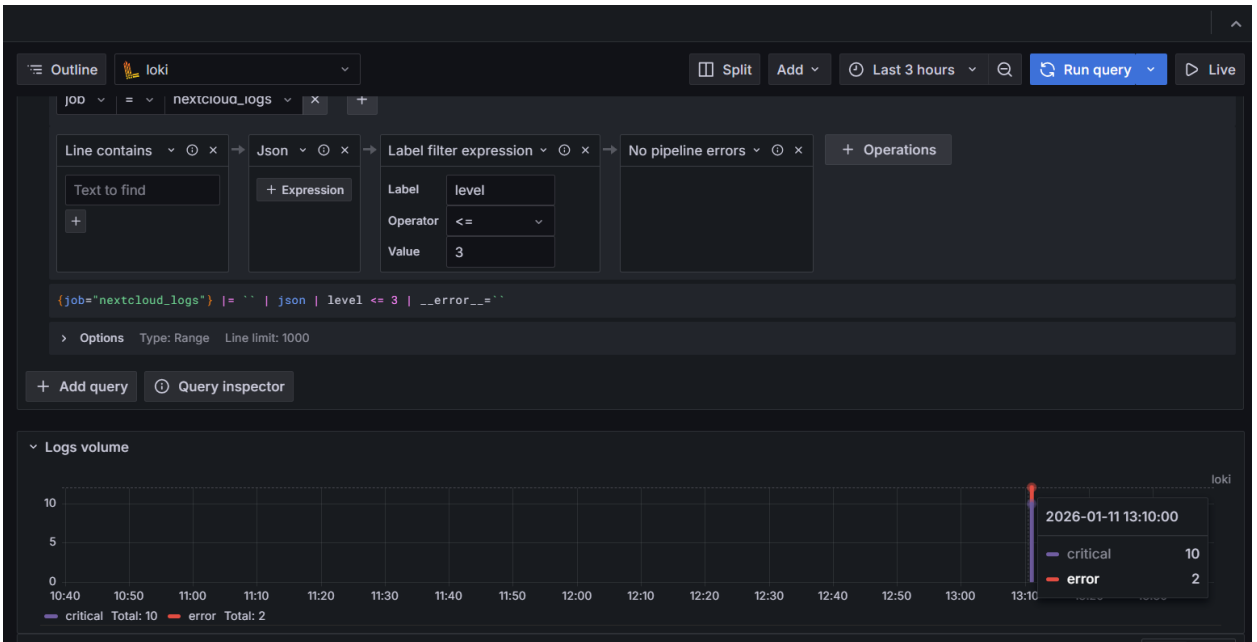 Outline loki Split Add Last 3 hours Run query Live
job = nextcloud_logs × +
Line contains × Json × Label filter expression × No pipeline errors × + Operations
Text to find + Expression Label level
+ Operator <=
Value 3
{job="nextcloud_logs"} |= `` | json | level <= 3 | __error__=``
Options Type: Range Line limit: 1000
+ Add query Query inspector
Logs volume
loki
10
5
0
2026-01-11 13:10:00
critical 10
error 2
10:40 10:50 11:00 11:10 11:20 11:30 11:40 11:50 12:00 12:10 12:20 12:30 12:40 12:50 13:00 13:10
critical Total: 10 error Total: 2